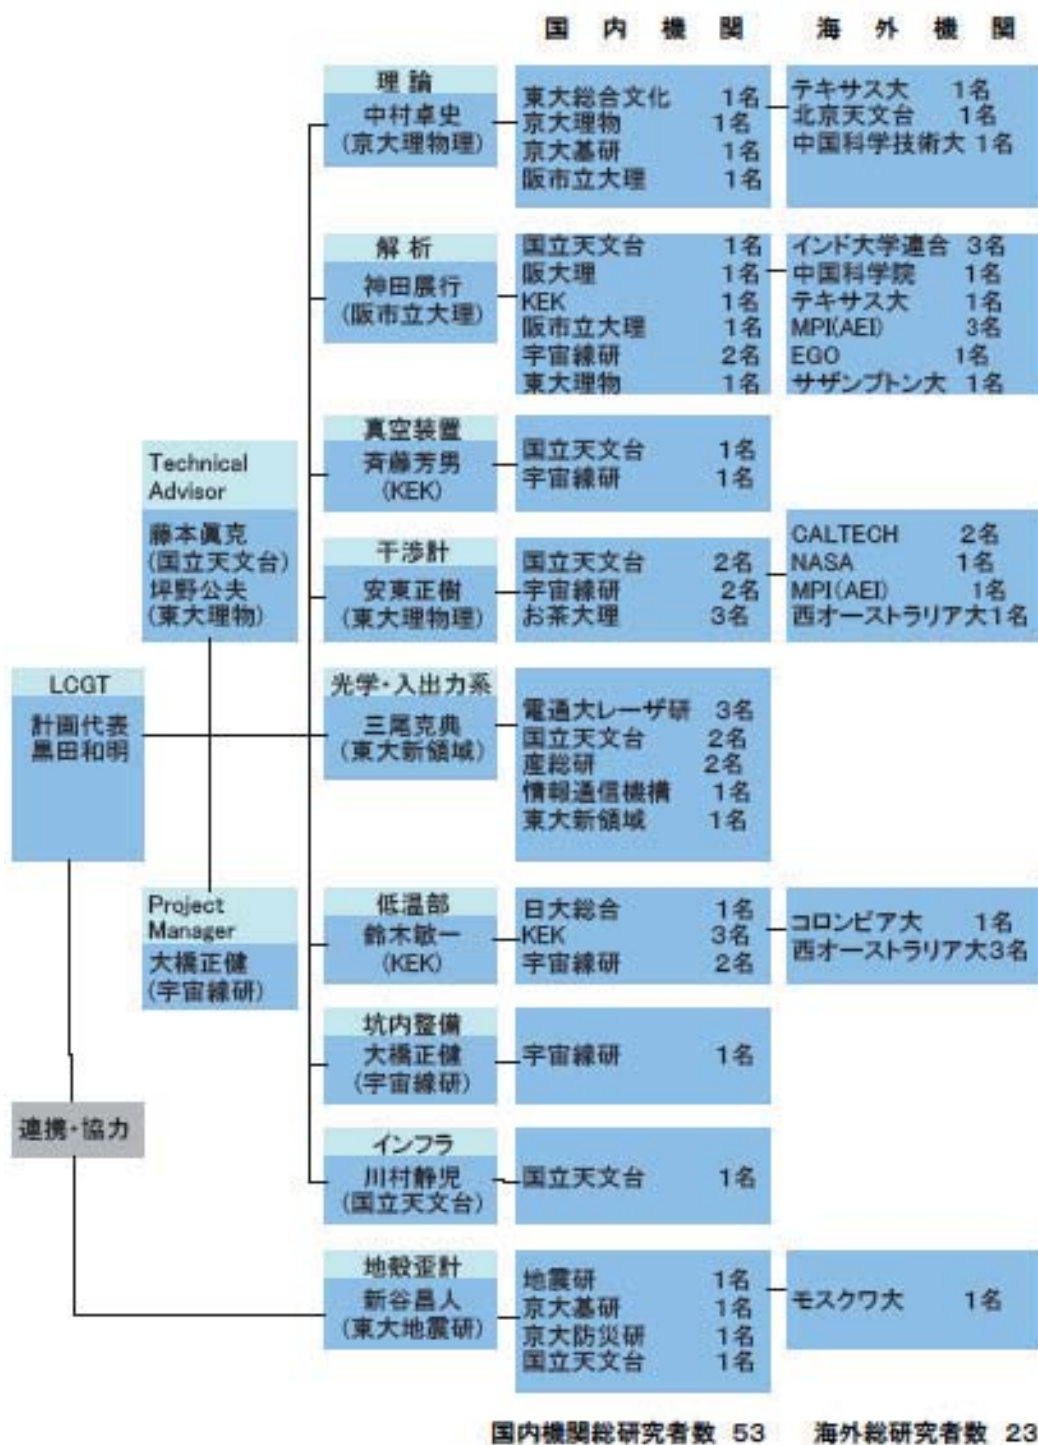 国内機関 海外機関
理論
中村卓史
(京大理物理)
東大総合文化 1名
京大理物 1名
京大基研 1名
阪市立大理 1名
テキサス大 1名
北京天文台 1名
中国科学技術大 1名
解析
神田展行
(阪市立大理)
国立天文台 1名
阪大理 1名
KEK 1名
阪市立大理 1名
宇宙線研 2名
東大理物 1名
インド大学連合 3名
中国科学院 1名
テキサス大 1名
MPI(AEI) 3名
EGO 1名
サザンプトン大 1名
真空装置
斉藤芳男
(KEK)
国立天文台 1名
宇宙線研 1名
Technical
Advisor
藤本眞克
(国立天文台)
坪野公夫
(東大理物)
干渉計
安東正樹
(東大理物理)
国立天文台 2名
宇宙線研 2名
お茶大理 3名
CALTECH 2名
NASA 1名
MPI(AEI) 1名
西オーストラリア大1名
LCGT
計画代表
黒田和明
光学・入出力系
三尾克典
(東大新領域)
電通大レーザ研 3名
国立天文台 2名
産総研 2名
情報通信機構 1名
東大新領域 1名
Project
Manager
大橋正健
(宇宙線研)
低温部
鈴木敏一
(KEK)
日大総合 1名
KEK 3名
宇宙線研 2名
コロンビア大 1名
西オーストラリア大3名
坑内整備
大橋正健
(宇宙線研)
宇宙線研 1名
連携・協力
インフラ
川村静児
(国立天文台)
国立天文台 1名
地殻歪計
新谷昌人
(東大地震研)
地震研 1名
京大基研 1名
京大防災研 1名
国立天文台 1名
モスクワ大 1名
国内機関総研究者数 53 海外総研究者数 23